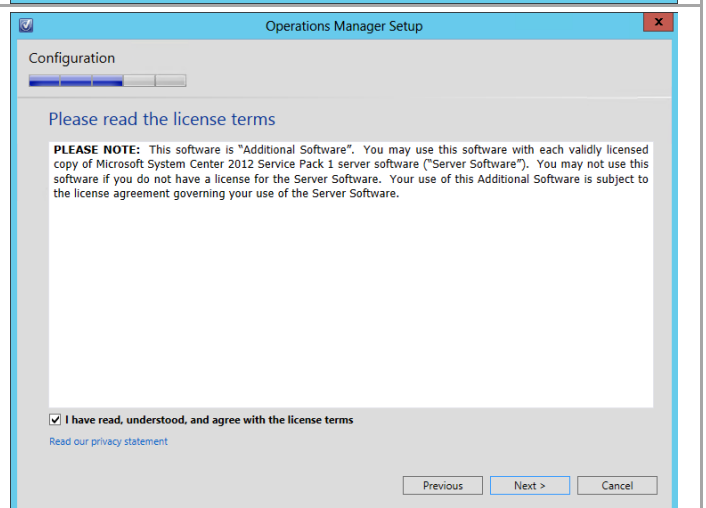 Operations Manager Setup
x
Configuration
Please read the license terms
PLEASE NOTE: This software is “Additional Software”. You may use this software with each validly licensed
copy of Microsoft System Center 2012 Service Pack 1 server software (“Server Software”). You may not use this
software if you do not have a license for the Server Software. Your use of this Additional Software is subject to
the license agreement governing your use of the Server Software.
I have read, understood, and agree with the license terms
Read our privacy statement
Previous Next > Cancel